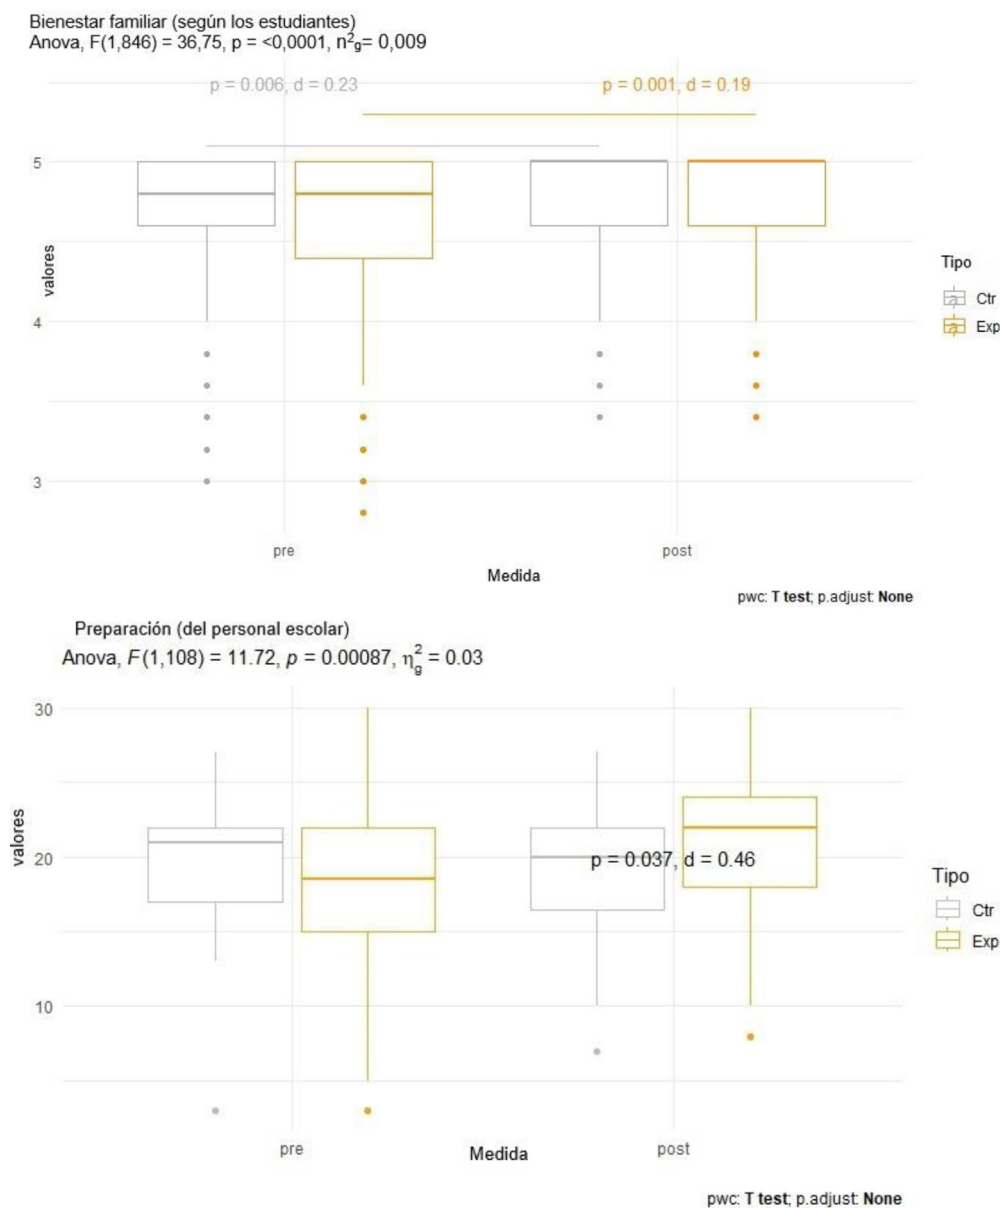 Bienestar familiar (según los estudiantes)
Anova, F(1,846) = 36,75, p = <0,0001, n²g= 0,009
p = 0.006, d = 0.23
p = 0.001, d = 0.19
5
4
3
valores
pre
post
Medida
Tipo
Ctr
Exp
pwc: T test; p.adjust: None
Preparación (del personal escolar)
Anova, F(1,108) = 11.72, p = 0.00087, η²g = 0.03
30
20
10
valores
p = 0.037, d = 0.46
pre
post
Medida
Tipo
Ctr
Exp
pwc: T test; p.adjust: None